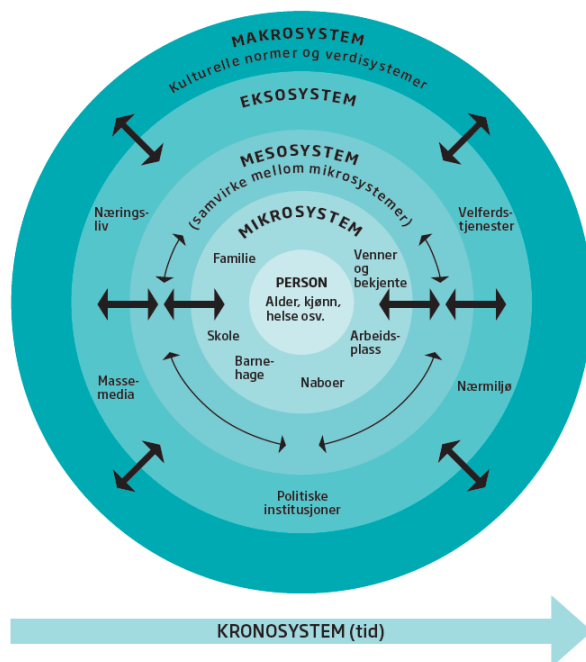 MAKROSYSTEM
Kulturelle normer og verdisystemer
EKSOSYSTEM
MESOSYSTEM
(samvirke mellom mikrosystemer)
MIKROSYSTEM
Nærings-
liv
Velferds-
tjenester
Familie
Venner
og
bekjente
PERSON
Alder, kjønn,
helse osv.
Skole
Arbeids-
plass
Barne-
hage
Naboer
Masse-
media
Nærmiljø
Politiske
institusjoner
KRONOSYSTEM (tid)